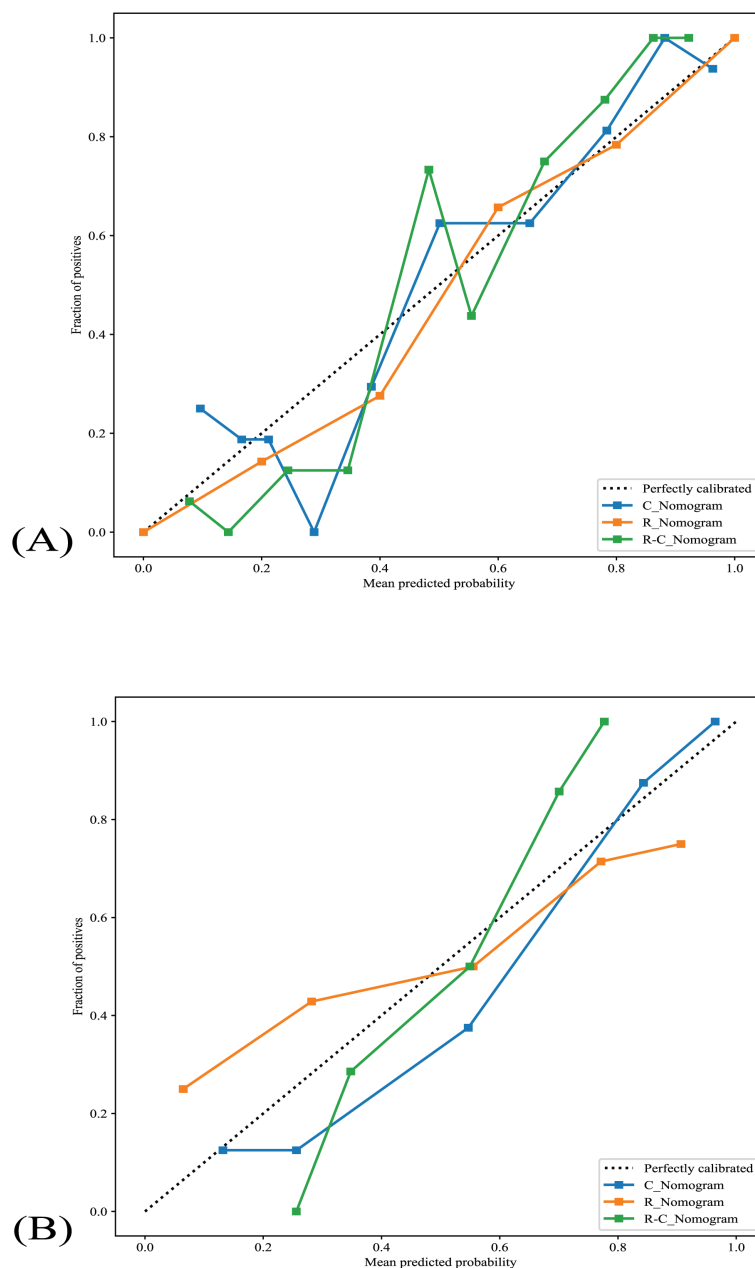 1.0
0.8
0.6
0.4
0.2
0.0
Fraction of positives
(A)
0.0 0.2 0.4 0.6 0.8 1.0
Mean predicted probability
Perfectly calibrated
C_Nomogram
R_Nomogram
R-C_Nomogram
1.0
0.8
0.6
0.4
0.2
0.0
Fraction of positives
(B)
0.0 0.2 0.4 0.6 0.8 1.0
Mean predicted probability
Perfectly calibrated
C_Nomogram
R_Nomogram
R-C_Nomogram